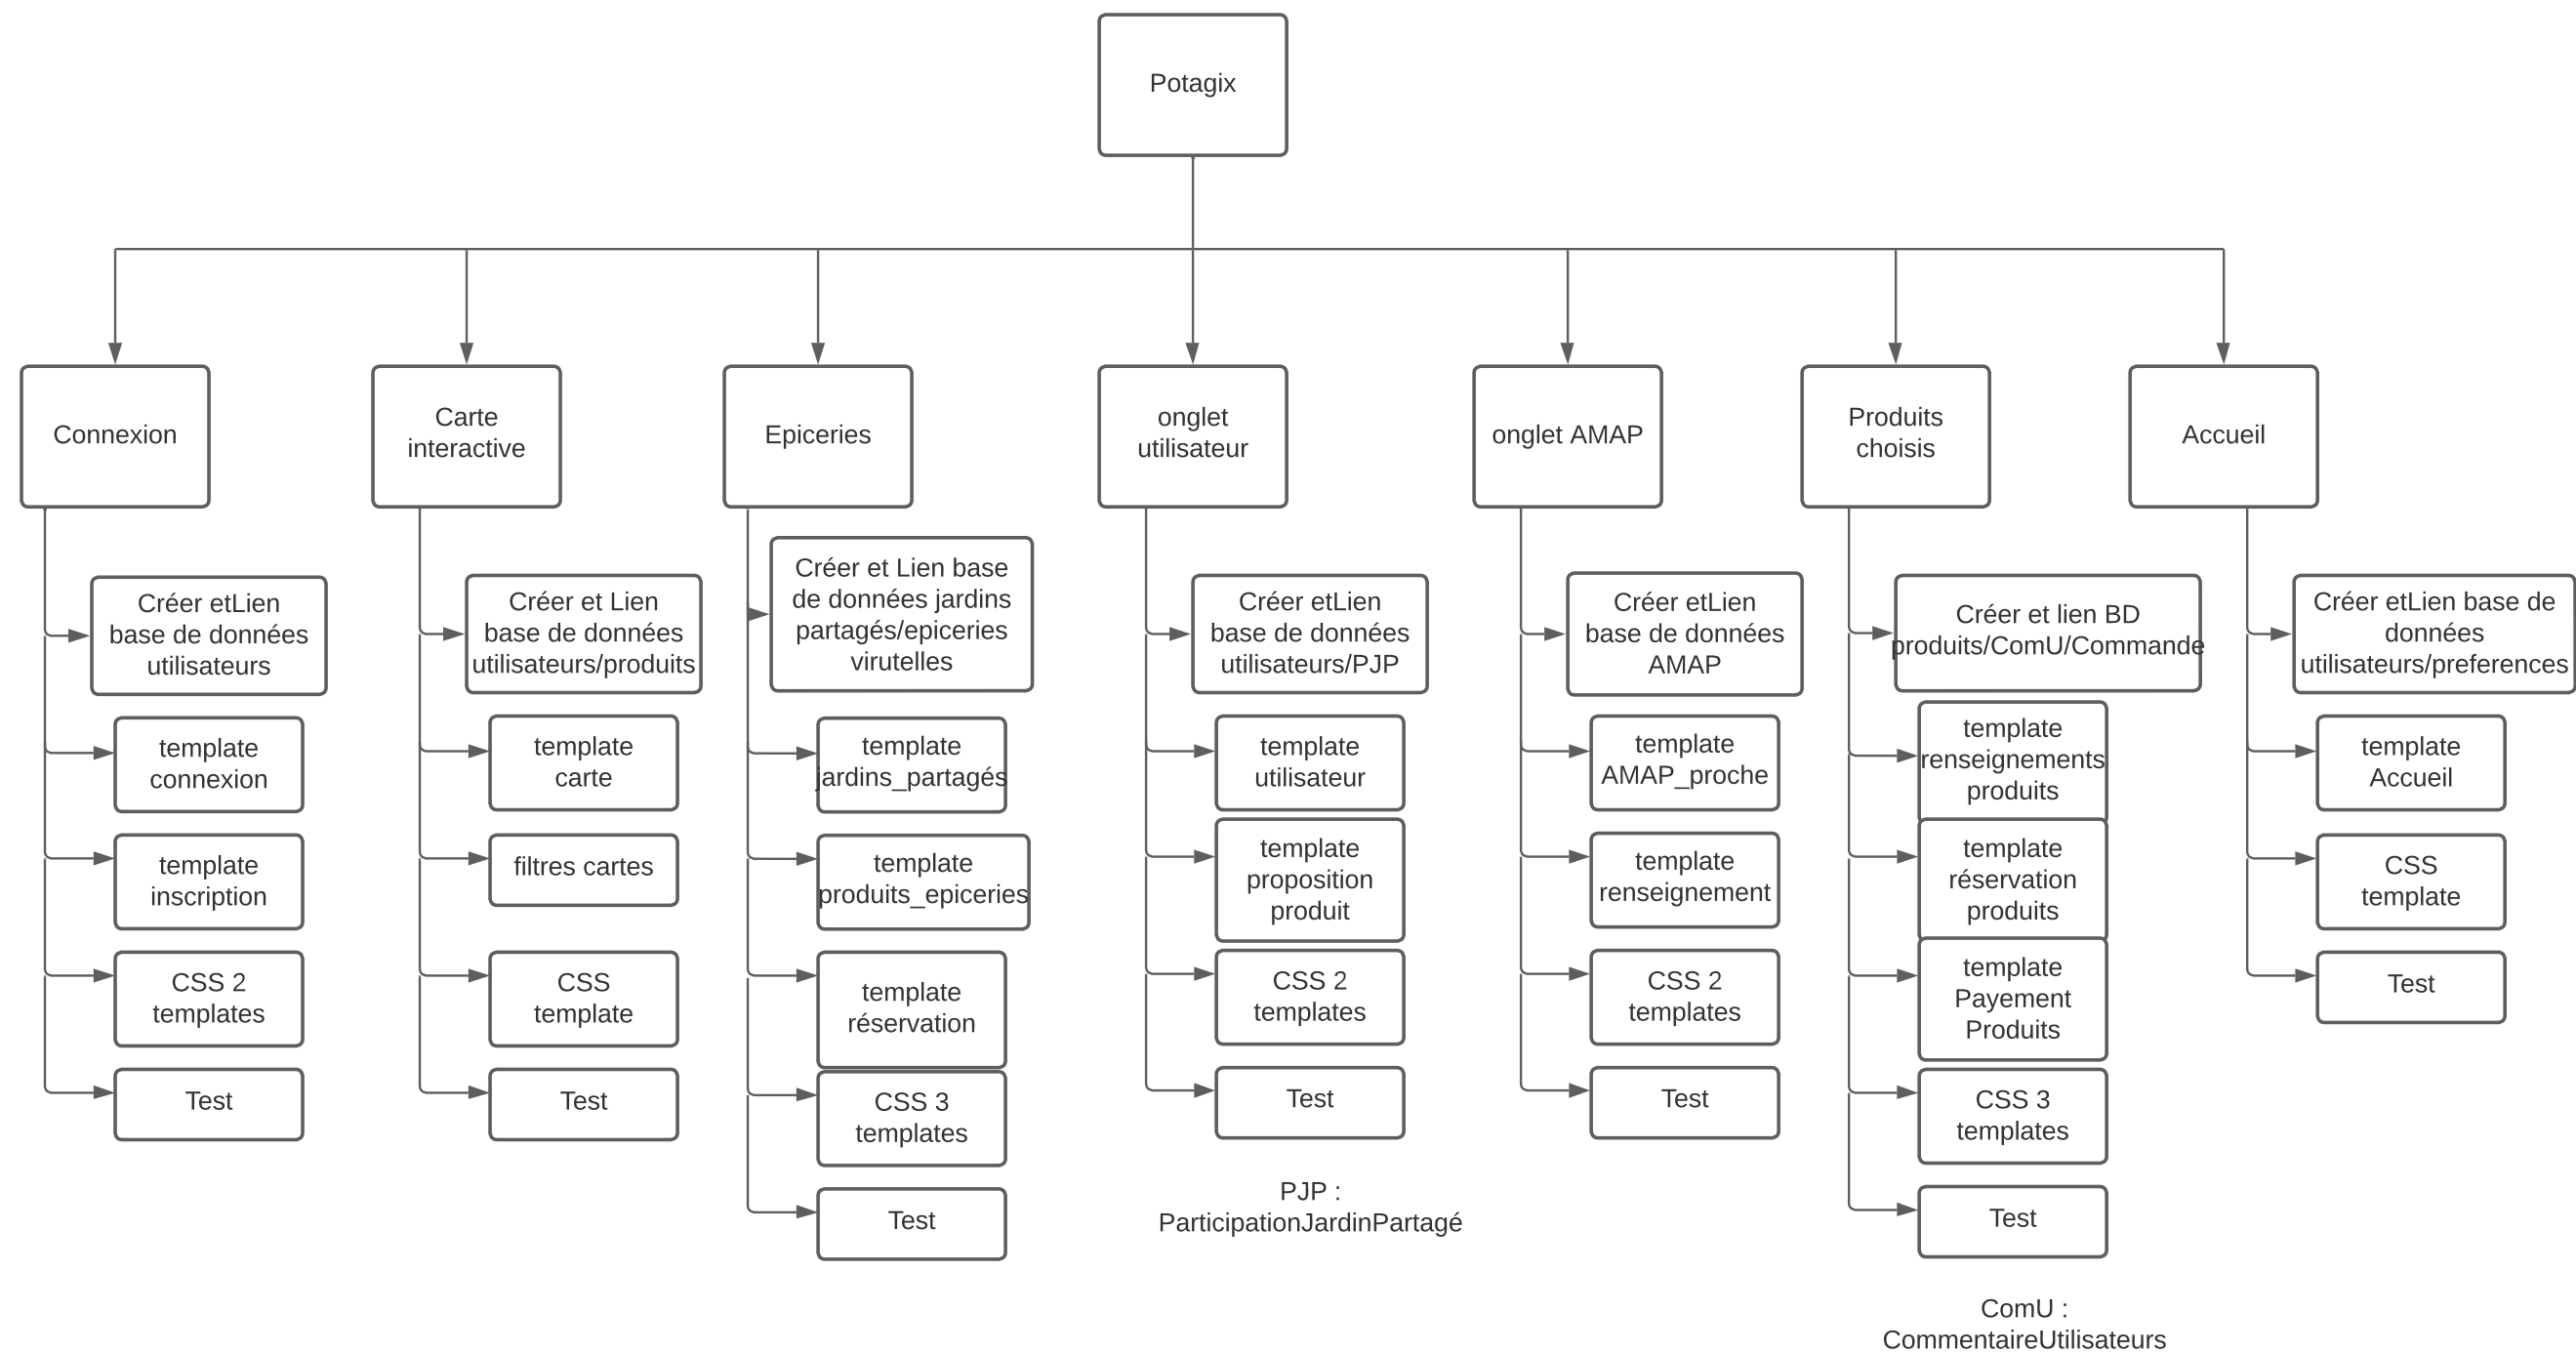 Potagix
Connexion
Carte
interactive
Epiceries
onglet
utilisateur
onglet AMAP
Produits
choisis
Accueil
Créer etLien
base de données
utilisateurs
template
connexion
template
inscription
CSS 2
templates
Test
Créer et Lien
base de données
utilisateurs/produits
template
carte
filtres cartes
CSS
template
Test
Créer et Lien base
de données jardins
partagés/epiceries
virutelles
template
jardins_partagés
template
produits_epiceries
template
réservation
CSS 3
templates
Test
Créer etLien
base de données
utilisateurs/PJP
template
utilisateur
template
proposition
produit
CSS 2
templates
Test
PJP :
ParticipationJardinPartagé
Créer etLien
base de données
AMAP
template
AMAP_proche
template
renseignement
CSS 2
templates
Test
Créer et lien BD
produits/ComU/Commande
template
renseignements
produits
template
réservation
produits
template
Payement
Produits
CSS 3
templates
Test
ComU :
CommentaireUtilisateurs
Créer etLien base de
données
utilisateurs/preferences
template
Accueil
CSS
template
Test